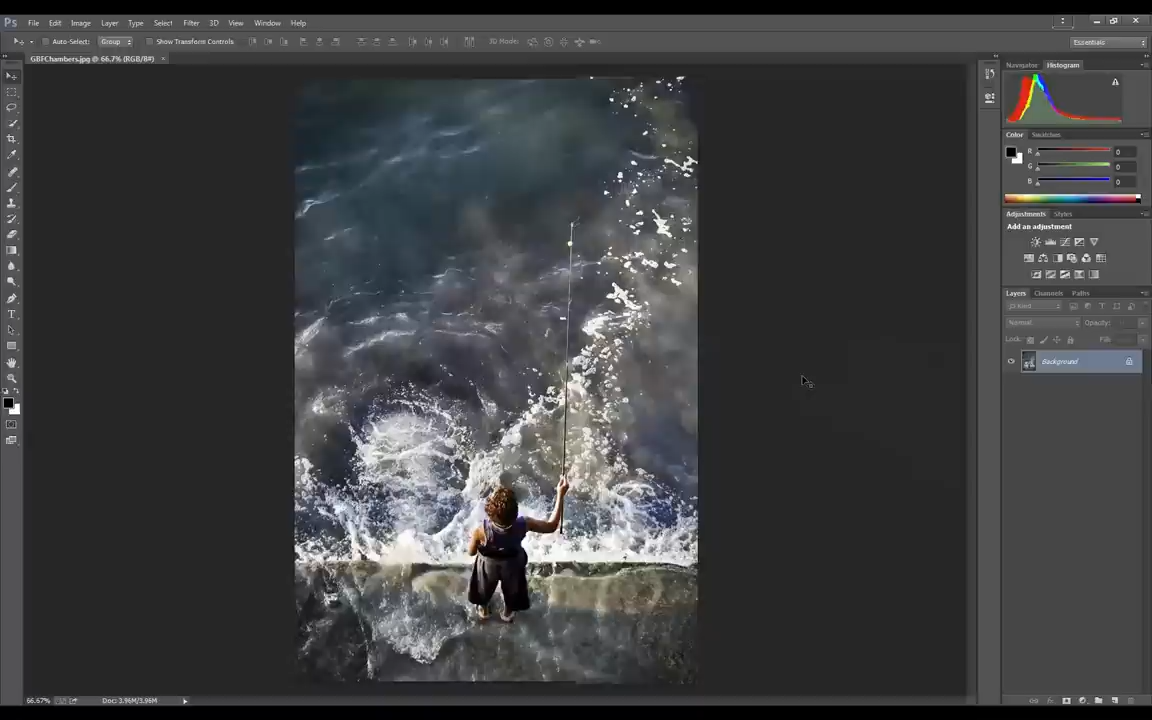 Ps File Edit Image Layer Type Select Filter 3D View Window Help
Auto-Select: Group Show Transform Controls 3D Mode: Essentials
GBFChambers.jpg @ 66.7% (RGB/8#) ×
Navigator Histogram
Color Swatches
R 0
G 0
B 0
Adjustments Styles
Add an adjustment
Layers Channels Paths
Kind
Normal Opacity:
Lock: Fill:
Background
66.67% Doc: 3.96M/3.96M